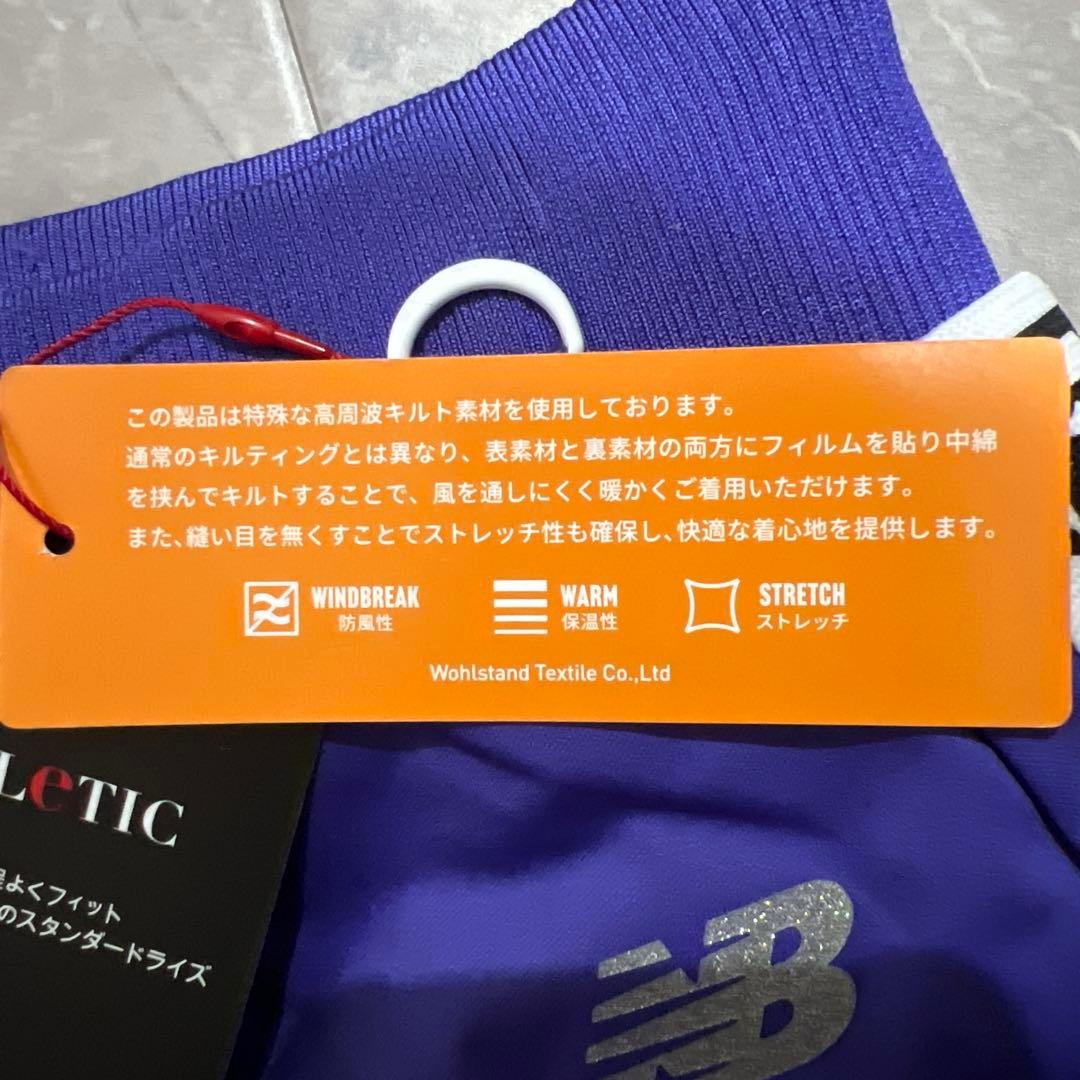 この製品は特殊な高周波キルト素材を使用しております。
通常のキルティングとは異なり、表素材と裏素材の両方にフィルムを貼り中綿
を挟んでキルトすることで、風を通しにくく暖かくご着用いただけます。
また、縫い目を無くすことでストレッチ性も確保し、快適な着心地を提供します。
WINDBREAK
防風性
WARM
保温性
STRETCH
ストレッチ
Wohlstand Textile Co.,Ltd
LeTIC
よくフィット
のスタンダードライズ
NB